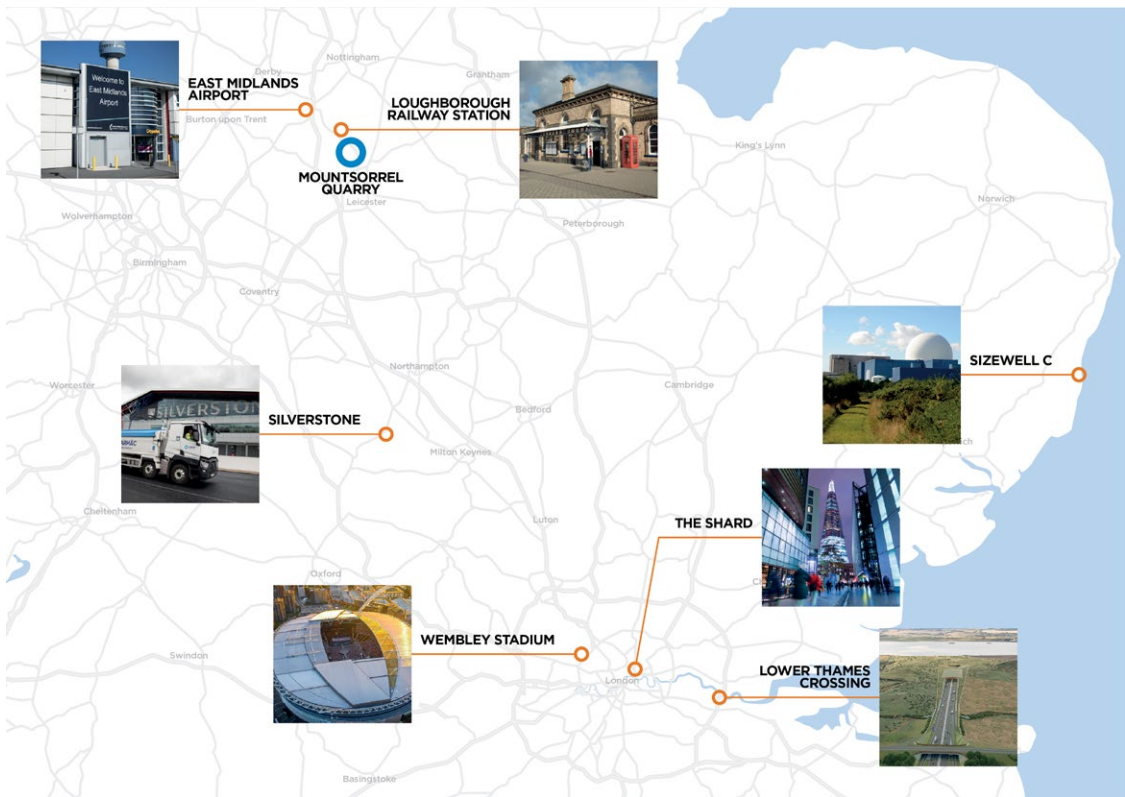 Welcome to
East Midlands
Airport
EAST MIDLANDS
AIRPORT
Derby
Nottingham
Grantham
Burton upon Trent
LOUGHBOROUGH
RAILWAY STATION
MOUNTSORREL
QUARRY
Leicester
King's Lynn
Norwich
Peterborough
Wolverhampton
Birmingham
Coventry
Worcester
Northampton
Cambridge
Bedford
SIZEWELL C
SILVERSTONE
SILVERSTONE
Milton Keynes
Cheltenham
Luton
THE SHARD
Oxford
WEMBLEY STADIUM
Swindon
London
LOWER THAMES
CROSSING
Basingstoke